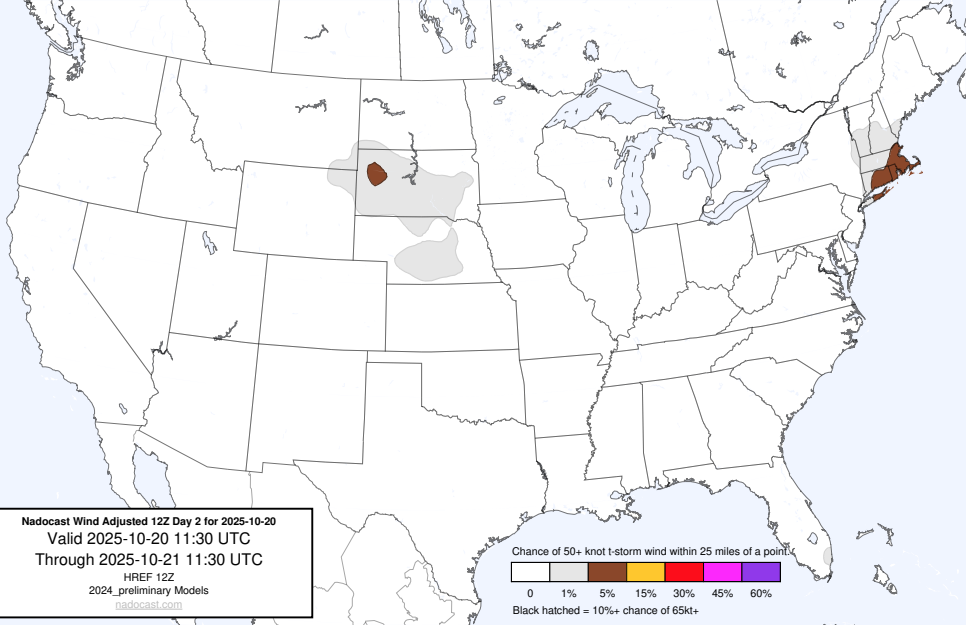 Nadocast Wind Adjusted 12Z Day 2 for 2025-10-20
Valid 2025-10-20 11:30 UTC
Through 2025-10-21 11:30 UTC
HREF 12Z
2024_preliminary Models
nadocast.com
Chance of 50+ knot t-storm wind within 25 miles of a point.
0 1% 5% 15% 30% 45% 60%
Black hatched = 10%+ chance of 65kt+